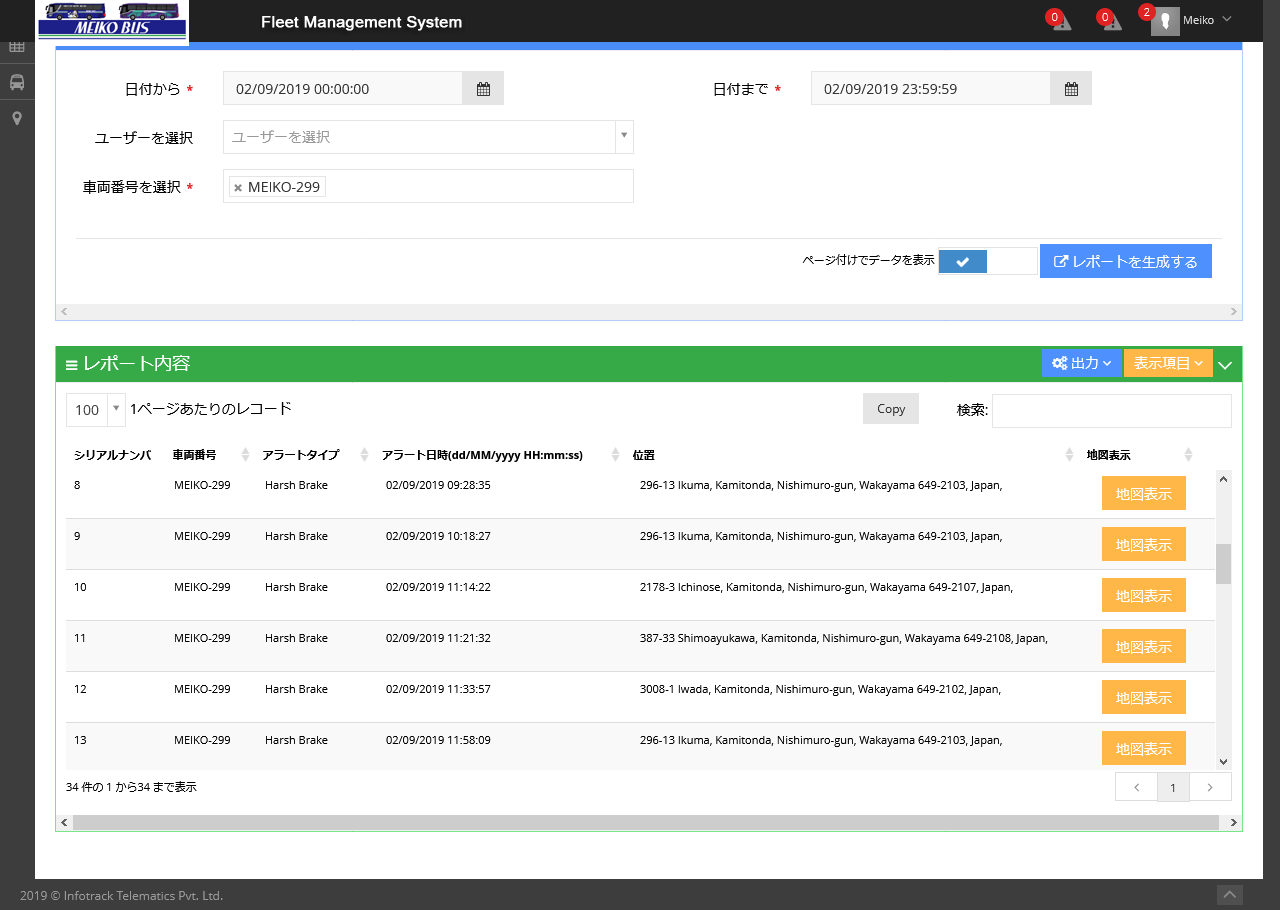 MEIKO BUS
Fleet Management System
0
0
2
Meiko
日付から *
02/09/2019 00:00:00
日付まで *
02/09/2019 23:59:59
ユーザーを選択
ユーザーを選択
車両番号を選択 *
× MEIKO-299
ページ付けでデータを表示
レポートを生成する
レポート内容
出力
表示項目
100
1ページあたりのレコード
Copy
検索:
シリアルナンバ 車両番号 アラートタイプ アラート日時(dd/MM/yyyy HH:mm:ss) 位置 地図表示
8 MEIKO-299 Harsh Brake 02/09/2019 09:28:35 296-13 Ikuma, Kamitonda, Nishimuro-gun, Wakayama 649-2103, Japan, 地図表示
9 MEIKO-299 Harsh Brake 02/09/2019 10:18:27 296-13 Ikuma, Kamitonda, Nishimuro-gun, Wakayama 649-2103, Japan, 地図表示
10 MEIKO-299 Harsh Brake 02/09/2019 11:14:22 2178-3 Ichinose, Kamitonda, Nishimuro-gun, Wakayama 649-2107, Japan, 地図表示
11 MEIKO-299 Harsh Brake 02/09/2019 11:21:32 387-33 Shimoayukawa, Kamitonda, Nishimuro-gun, Wakayama 649-2108, Japan, 地図表示
12 MEIKO-299 Harsh Brake 02/09/2019 11:33:57 3008-1 Iwada, Kamitonda, Nishimuro-gun, Wakayama 649-2102, Japan, 地図表示
13 MEIKO-299 Harsh Brake 02/09/2019 11:58:09 296-13 Ikuma, Kamitonda, Nishimuro-gun, Wakayama 649-2103, Japan, 地図表示
34 件の 1 から34 まで表示
1
2019 © Infotrack Telematics Pvt. Ltd.